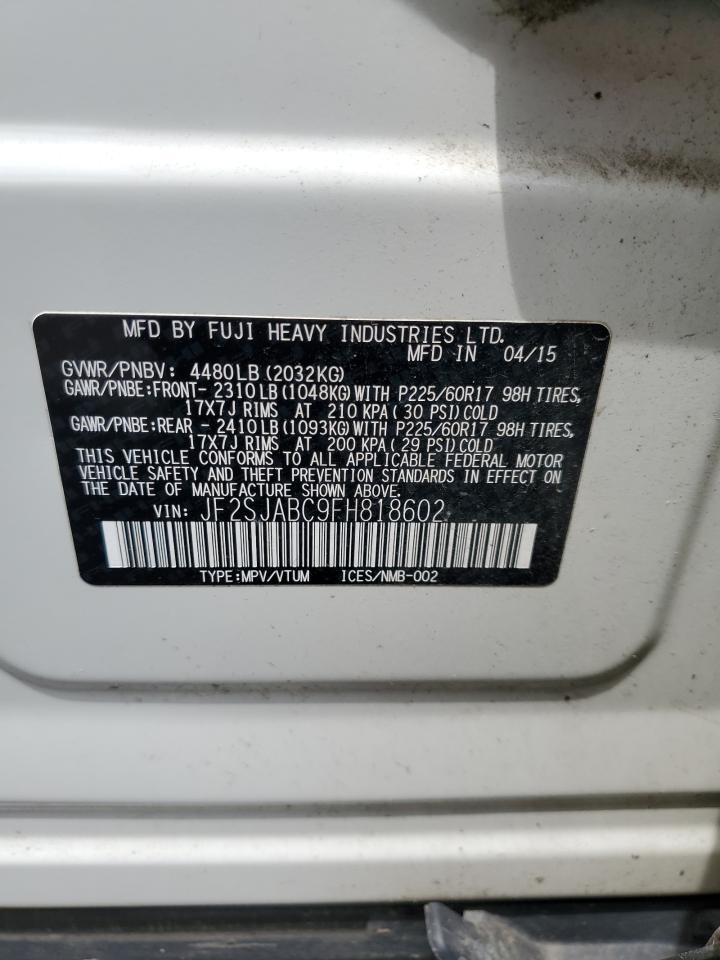 MFD BY FUJI HEAVY INDUSTRIES LTD.
MFD IN 04/15
GVWR/PNBV: 4480LB (2032KG)
GAWR/PNBE:FRONT- 2310LB (1048KG) WITH P225/60R17 98H TIRES,
17X7J RIMS AT 210 KPA ( 30 PSI) COLD
GAWR/PNBE:REAR - 2410LB (1093KG) WITH P225/60R17 98H TIRES,
17X7J RIMS AT 200 KPA ( 29 PSI) COLD
THIS VEHICLE CONFORMS TO ALL APPLICABLE FEDERAL MOTOR
VEHICLE SAFETY AND THEFT PREVENTION STANDARDS IN EFFECT ON
THE DATE OF MANUFACTURE SHOWN ABOVE.
VIN: JF2SJABC9FH818602
TYPE:MPV/VTUM ICES/NMB-002